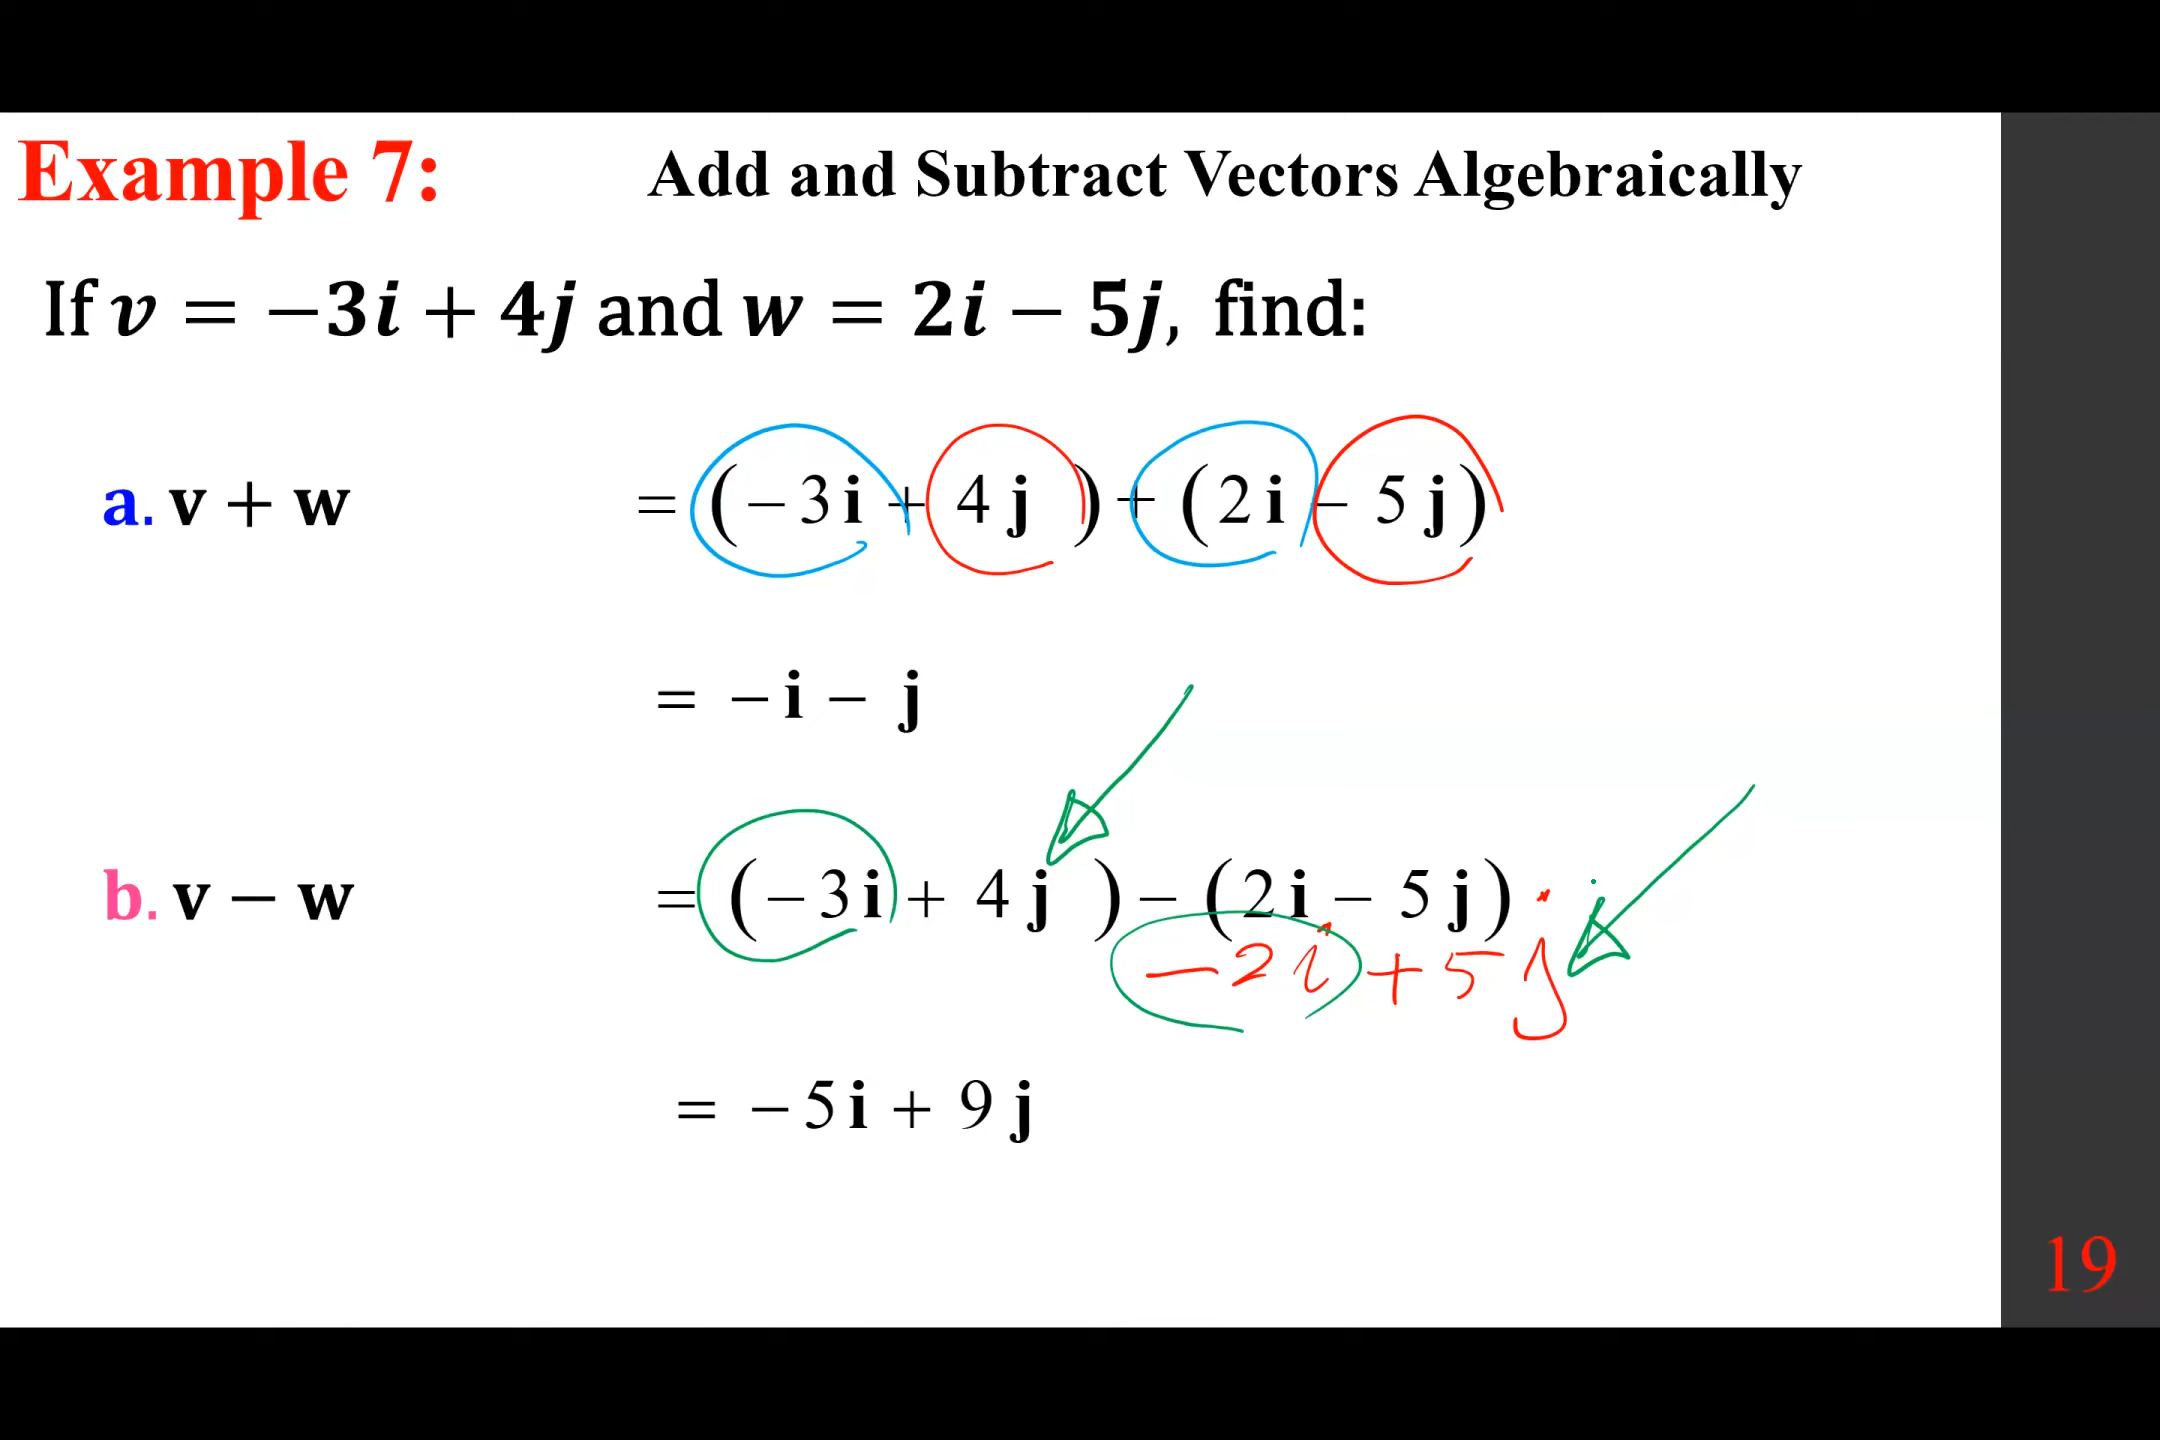 Example 7: Add and Subtract Vectors Algebraically
If v = −3i + 4j and w = 2i − 5j, find:
a. v + w = (−3i + 4j) + (2i − 5j)
= −i − j
b. v − w = (−3i + 4j) − (2i − 5j)
−2i + 5j
= −5i + 9j
19